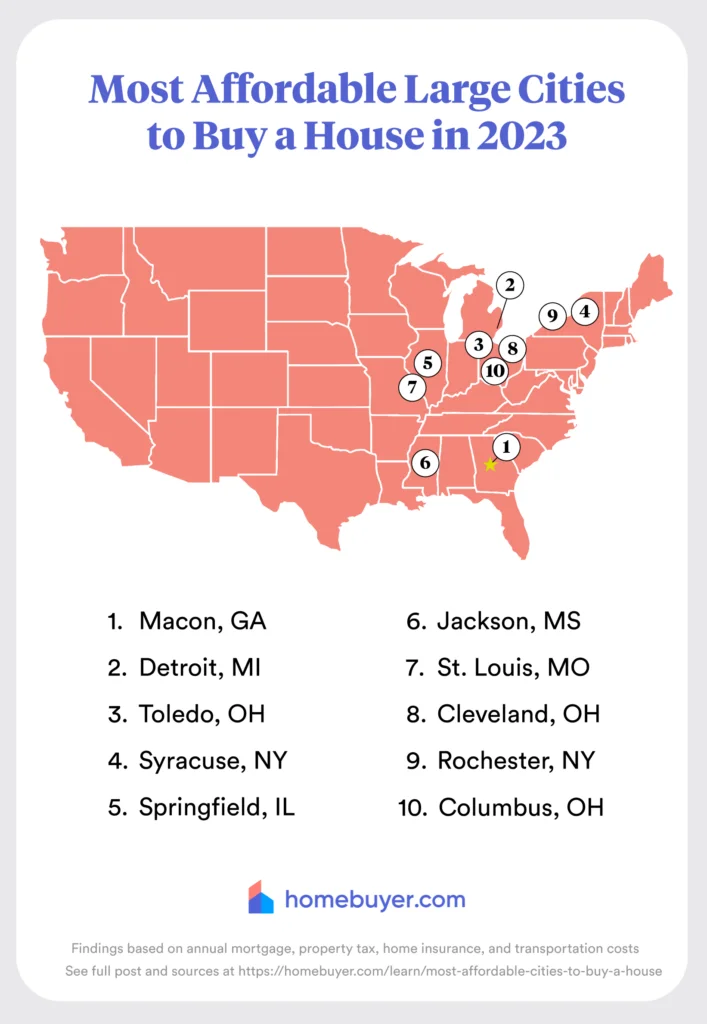 Most Affordable Large Cities
to Buy a House in 2023
2
9
4
3
8
5
10
7
1
6
1. Macon, GA
2. Detroit, MI
3. Toledo, OH
4. Syracuse, NY
5. Springfield, IL
6. Jackson, MS
7. St. Louis, MO
8. Cleveland, OH
9. Rochester, NY
10. Columbus, OH
homebuyer.com
Findings based on annual mortgage, property tax, home insurance, and transportation costs
See full post and sources at https://homebuyer.com/learn/most-affordable-cities-to-buy-a-house